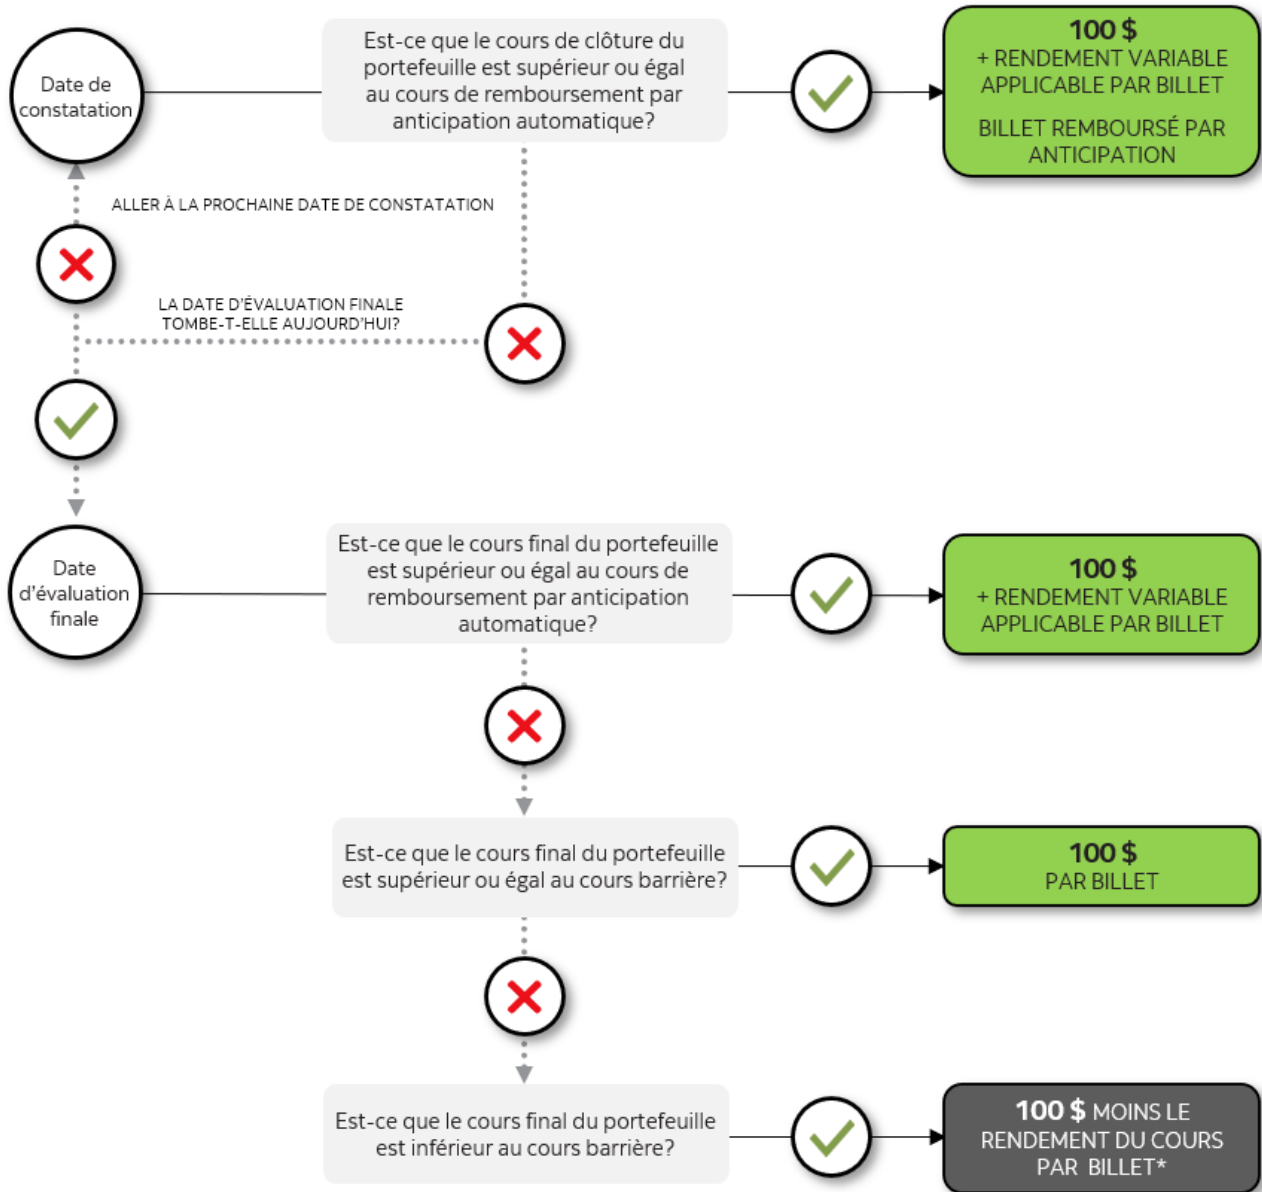 Date de
constatation
Est-ce que le cours de clôture du
portefeuille est supérieur ou égal
au cours de remboursement par
anticipation automatique?
100 $
+ RENDEMENT VARIABLE
APPLICABLE PAR BILLET
BILLET REMBOURSÉ PAR
ANTICIPATION
ALLER À LA PROCHAINE DATE DE CONSTATATION
LA DATE D'ÉVALUATION FINALE
TOMBE-T-ELLE AUJOURD'HUI?
Date
d'évaluation
finale
Est-ce que le cours final du portefeuille
est supérieur ou égal au cours de
remboursement par anticipation
automatique?
100 $
+ RENDEMENT VARIABLE
APPLICABLE PAR BILLET
Est-ce que le cours final du portefeuille
est supérieur ou égal au cours barrière?
100 $
PAR BILLET
Est-ce que le cours final du portefeuille
est inférieur au cours barrière?
100 $ MOINS LE
RENDEMENT DU COURS
PAR BILLET*